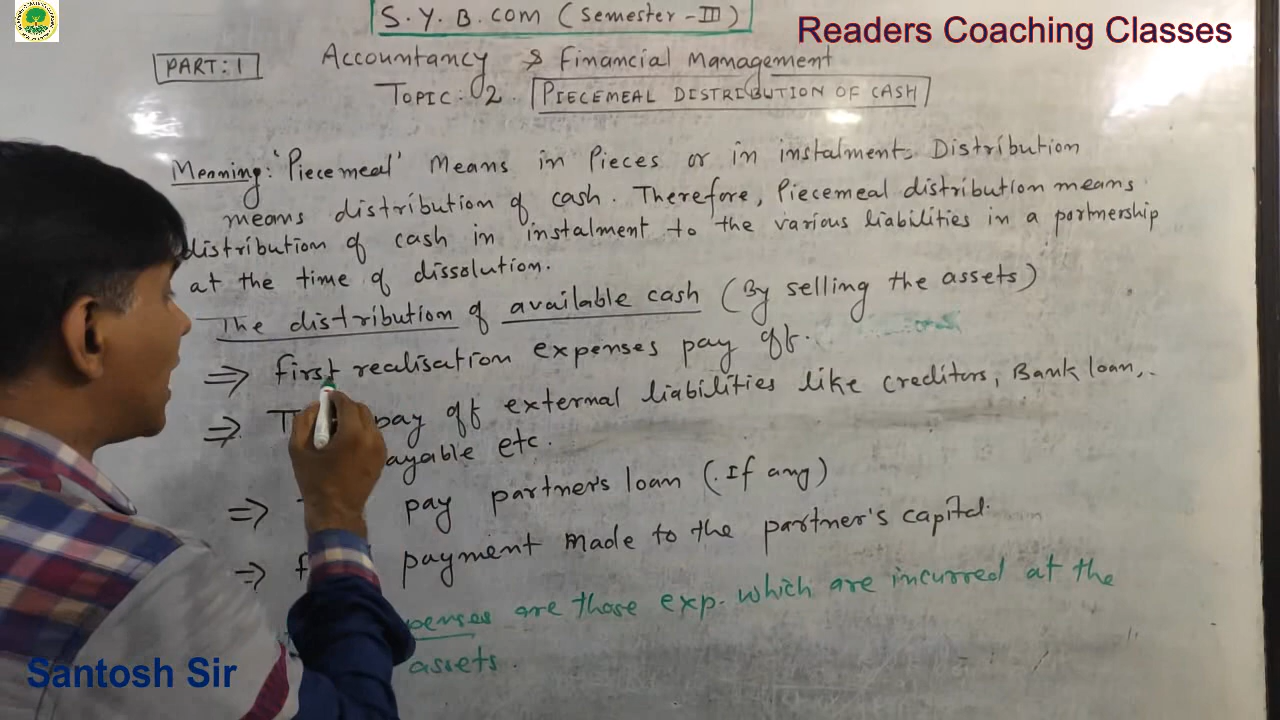 S.Y.B.COM (Semester-III)
Readers Coaching Classes
PART: 1
Accountancy & Financial Management
TOPIC: 2. PIECEMEAL DISTRIBUTION OF CASH
Meaning: 'Piecemeal' Means in Pieces or in instalments. Distribution
means distribution of cash. Therefore, Piecemeal distribution means
distribution of cash in instalment to the various liabilities in a partnership
at the time of dissolution.
The distribution of available cash (By selling the assets)
⇒ first realisation expenses pay off.
⇒ pay off external liabilities like creditors, Bank loan,..
ayable etc.
⇒ pay partner's loan (.If any)
⇒ payment made to the partner's capital.
penses are those exp. which are incurred at the
assets.
Santosh Sir